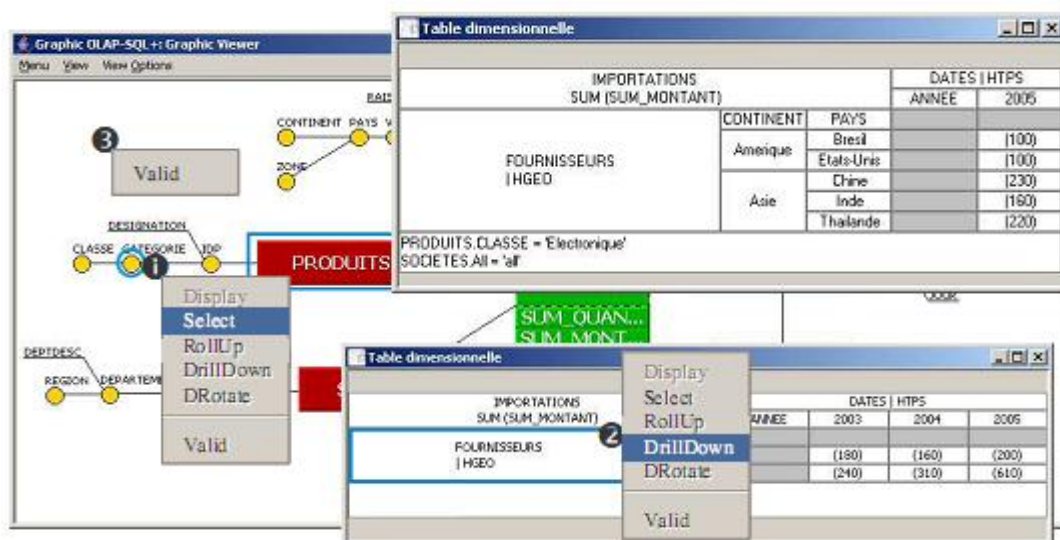 Graphic OLAP-SQL+: Graphic Viewer
Menu View View Options
CONTINENT PAYS
ZONE
3
Valid
DESIGNATION
CLASSE CATEGORIE IDP
1
PRODUITS
Display
Select
RollUp
DrillDown
DRotate
Valid
DEPTDESC
REGION
SUM_QUAN...
SUM_MONT...
Table dimensionnelle
IMPORTATIONS
SUM (SUM_MONTANT)
DATES | HTPS
ANNEE 2005
CONTINENT PAYS
FOURNISSEURS
| HGEO
Amerique
Bresil (100)
Etats-Unis (100)
Asie
Chine (230)
Inde (160)
Thailande (220)
PRODUITS.CLASSE = 'Electronique'
SOCIETES.All = 'all'
Table dimensionnelle
IMPORTATIONS
SUM (SUM_MONTANT)
DATES | HTPS
2003 2004 2005
FOURNISSEURS
| HGEO
(180) (160) (200)
(240) (310) (610)
2
Display
Select
RollUp
DrillDown
DRotate
Valid